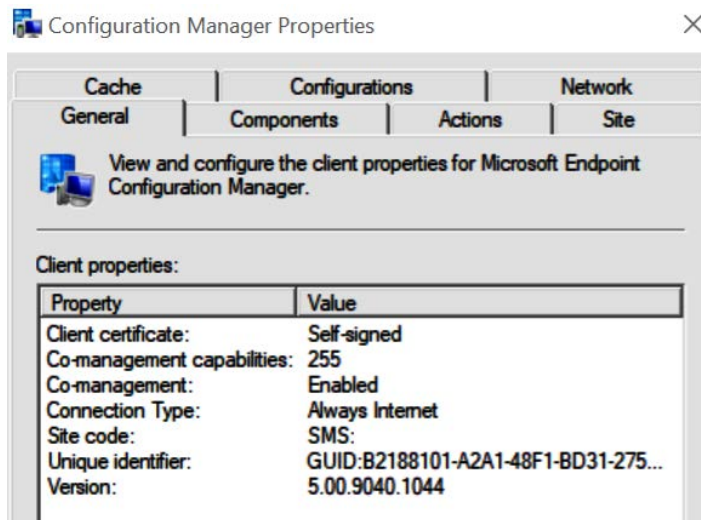 Configuration Manager Properties
Cache Configurations Network
General Components Actions Site
View and configure the client properties for Microsoft Endpoint
Configuration Manager.
Client properties:
Property Value
Client certificate: Self-signed
Co-management capabilities: 255
Co-management: Enabled
Connection Type: Always Internet
Site code: SMS:
Unique identifier: GUID:B2188101-A2A1-48F1-BD31-275...
Version: 5.00.9040.1044